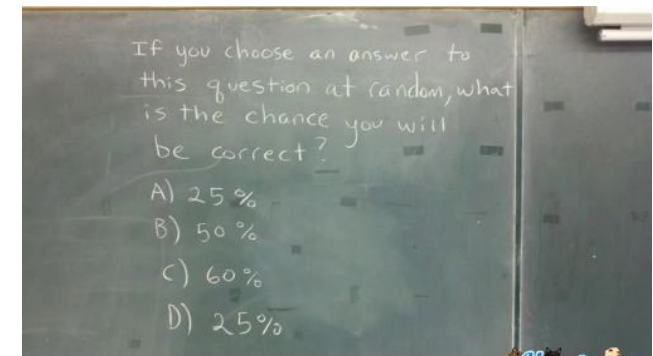 If you choose an answer to
this question at random, what
is the chance you will
be correct?
A) 25%
B) 50%
C) 60%
D) 25%